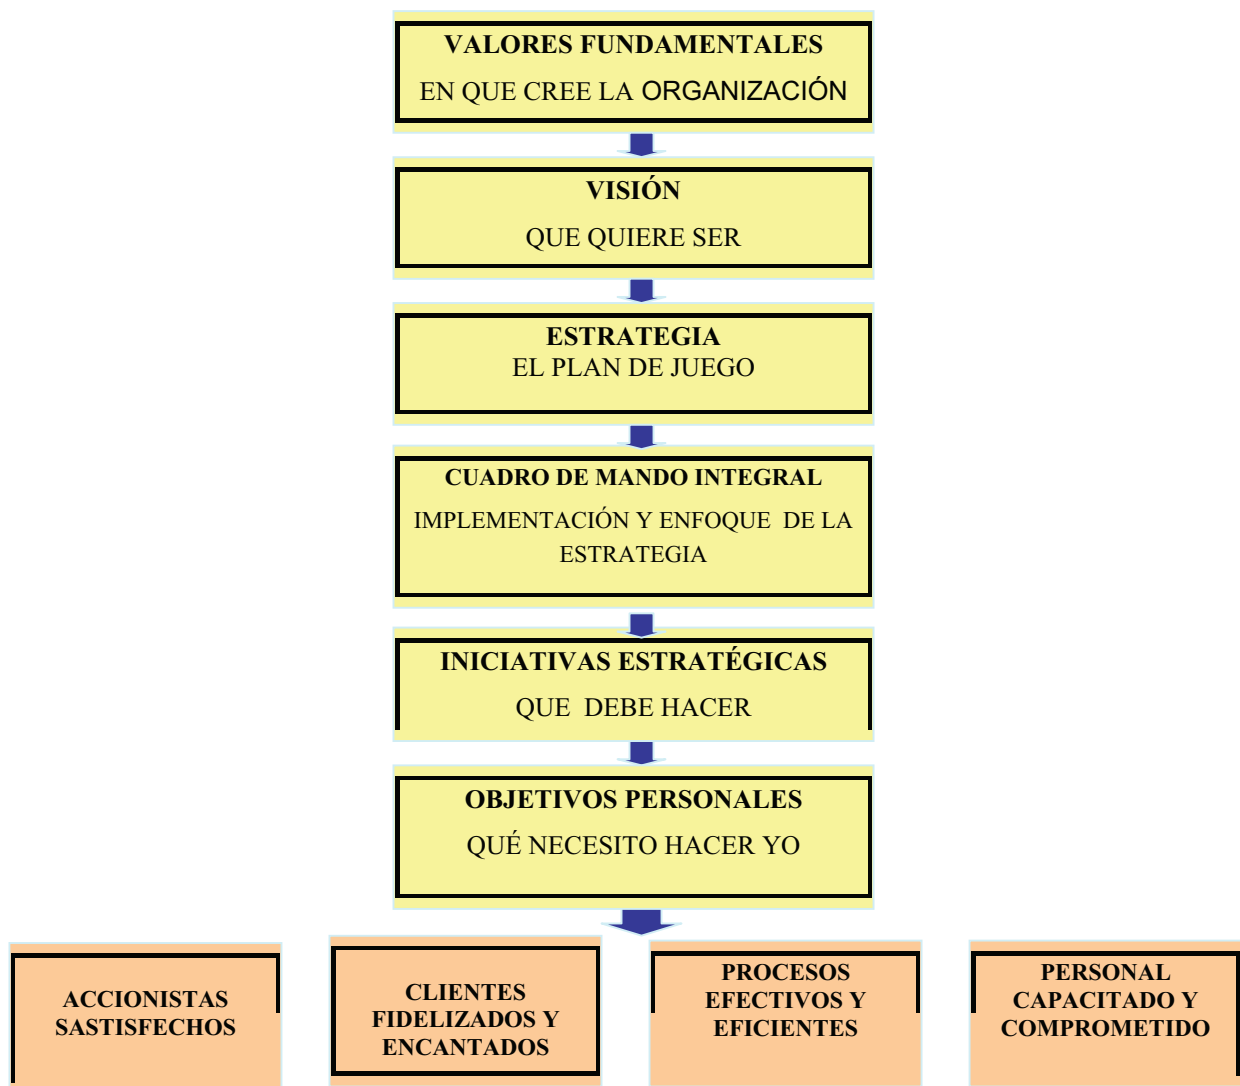 VALORES FUNDAMENTALES
EN QUE CREE LA ORGANIZACIÓN
VISIÓN
QUE QUIERE SER
ESTRATEGIA
EL PLAN DE JUEGO
CUADRO DE MANDO INTEGRAL
IMPLEMENTACIÓN Y ENFOQUE DE LA
ESTRATEGIA
INICIATIVAS ESTRATÉGICAS
QUE DEBE HACER
OBJETIVOS PERSONALES
QUÉ NECESITO HACER YO
ACCIONISTAS
SASTISFECHOS
CLIENTES
FIDELIZADOS Y
ENCANTADOS
PROCESOS
EFECTIVOS Y
EFICIENTES
PERSONAL
CAPACITADO Y
COMPROMETIDO